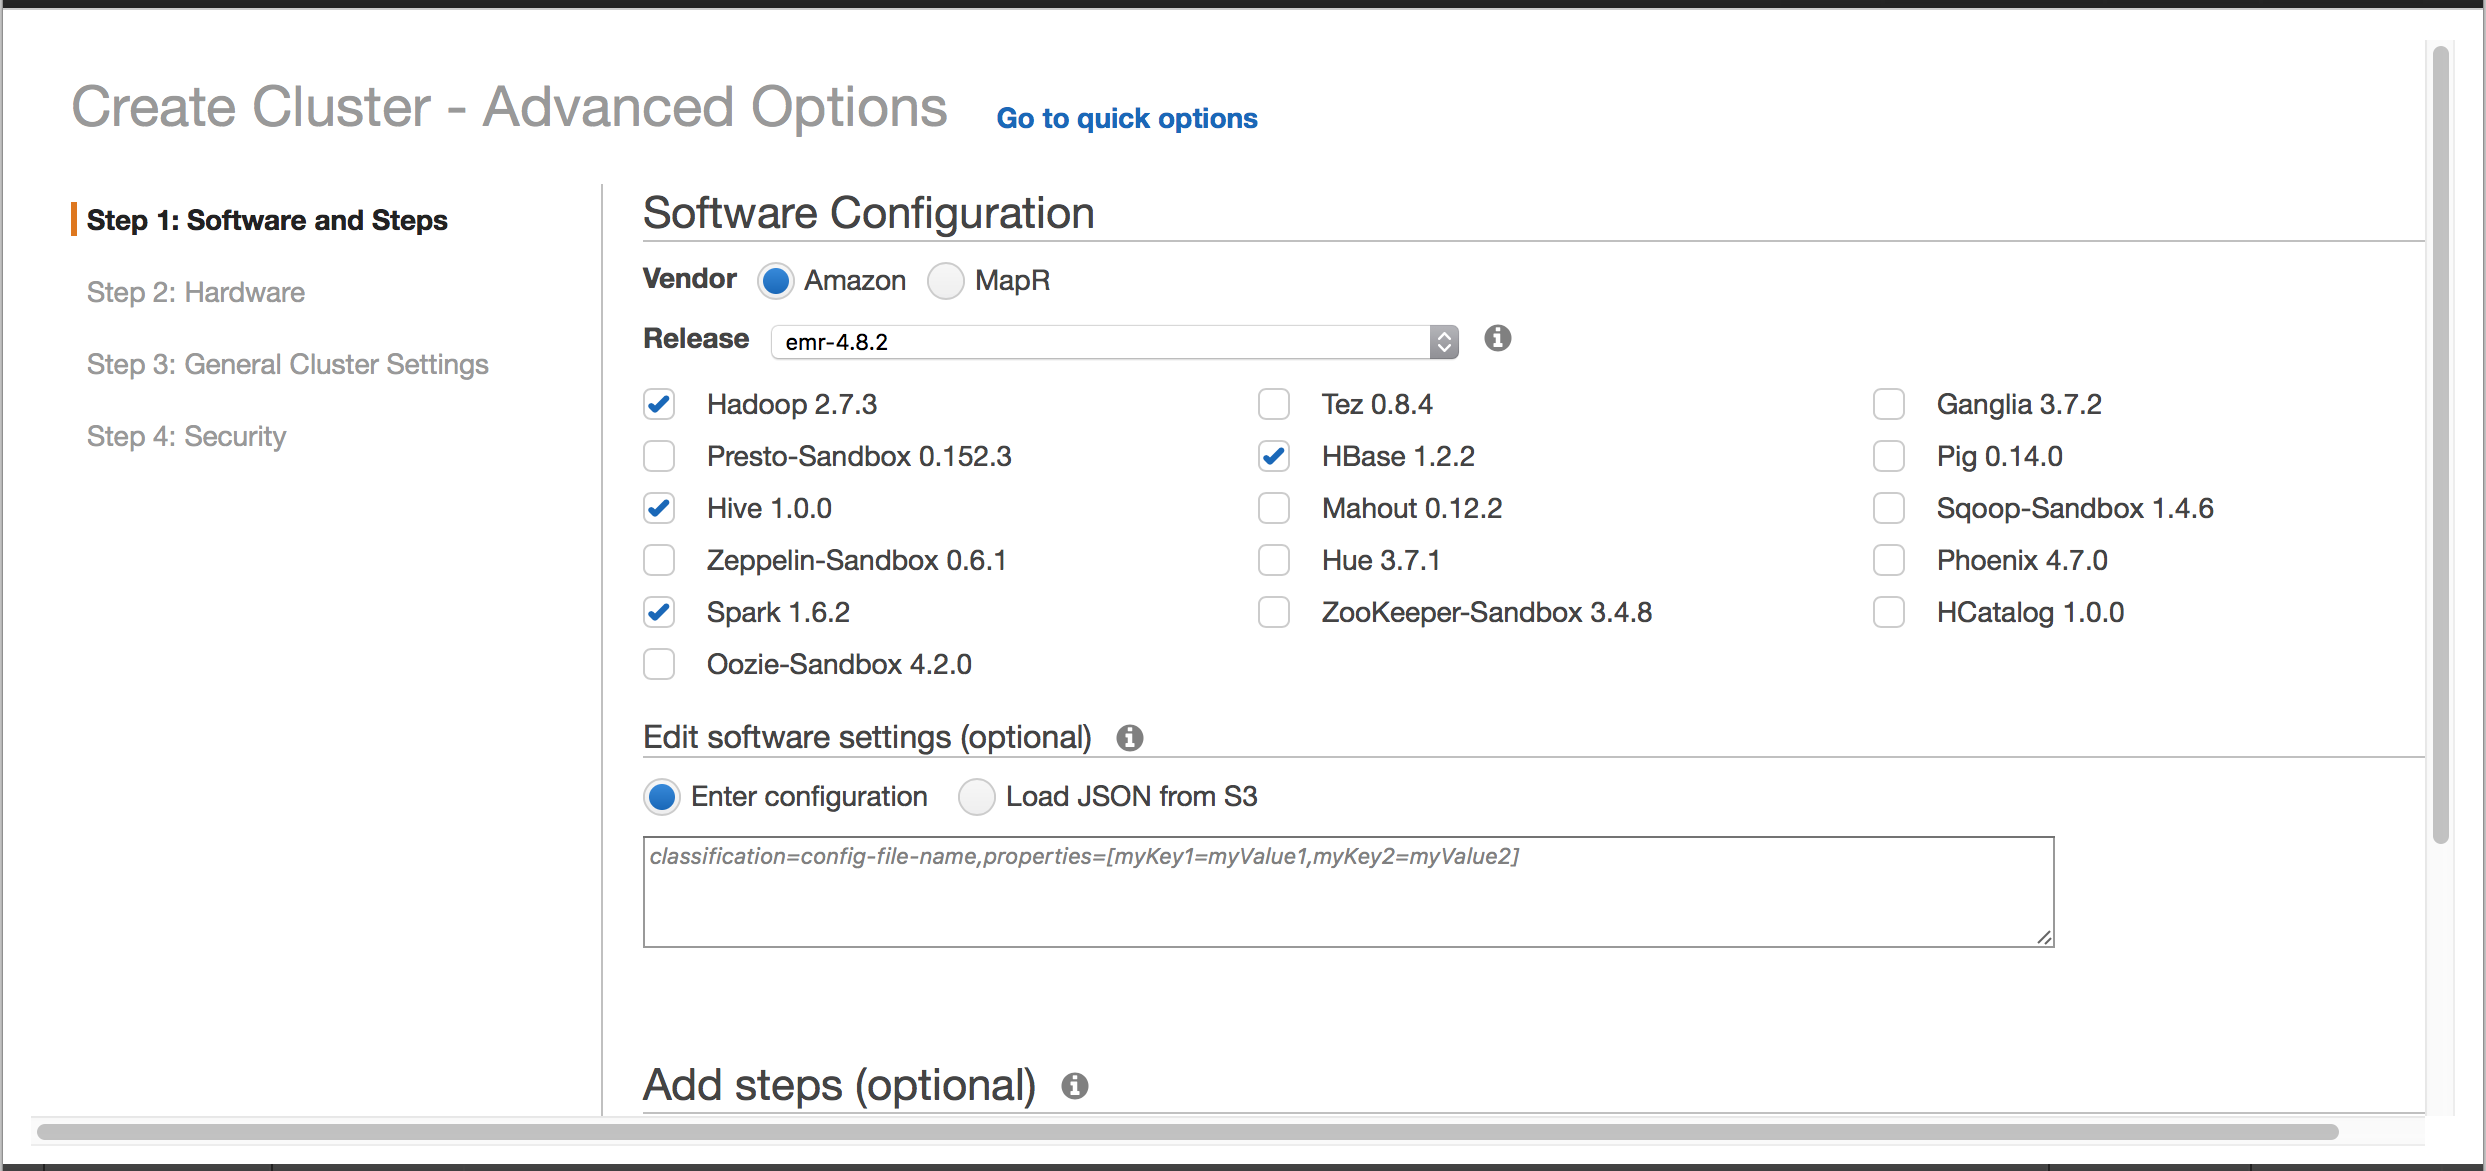 Create Cluster - Advanced Options Go to quick options
Step 1: Software and Steps
Step 2: Hardware
Step 3: General Cluster Settings
Step 4: Security
Software Configuration
Vendor Amazon MapR
Release emr-4.8.2
Hadoop 2.7.3 Tez 0.8.4 Ganglia 3.7.2
Presto-Sandbox 0.152.3 HBase 1.2.2 Pig 0.14.0
Hive 1.0.0 Mahout 0.12.2 Sqoop-Sandbox 1.4.6
Zeppelin-Sandbox 0.6.1 Hue 3.7.1 Phoenix 4.7.0
Spark 1.6.2 ZooKeeper-Sandbox 3.4.8 HCatalog 1.0.0
Oozie-Sandbox 4.2.0
Edit software settings (optional)
Enter configuration Load JSON from S3
classification=config-file-name,properties=[myKey1=myValue1,myKey2=myValue2]
Add steps (optional)